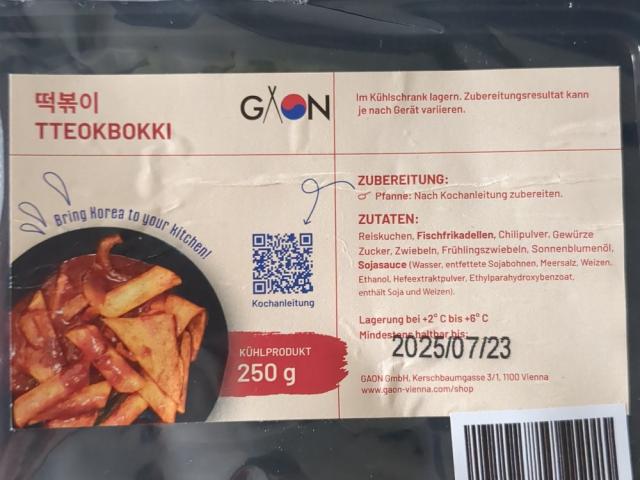 떡볶이
TTEOKBOKKI
GAON
Im Kühlschrank lagern. Zubereitungsresultat kann
je nach Gerät variieren.
Bring Korea to your kitchen!
Kochanleitung
KÜHLPRODUKT
250 g
ZUBEREITUNG:
Pfanne: Nach Kochanleitung zubereiten.
ZUTATEN:
Reiskuchen, Fischfrikadellen, Chilipulver, Gewürze
Zucker, Zwiebeln, Frühlingszwiebeln, Sonnenblumenöl,
Sojasauce (Wasser, entfettete Sojabohnen, Meersalz, Weizen,
Ethanol, Hefeextraktpulver, Ethylparahydroxybenzoat,
enthält Soja und Weizen).
Lagerung bei +2° C bis +6° C
Mindestens haltbar bis:
2025/07/23
GAON GmbH, Kerschbaumgasse 3/1, 1100 Vienna
www.gaon-vienna.com/shop